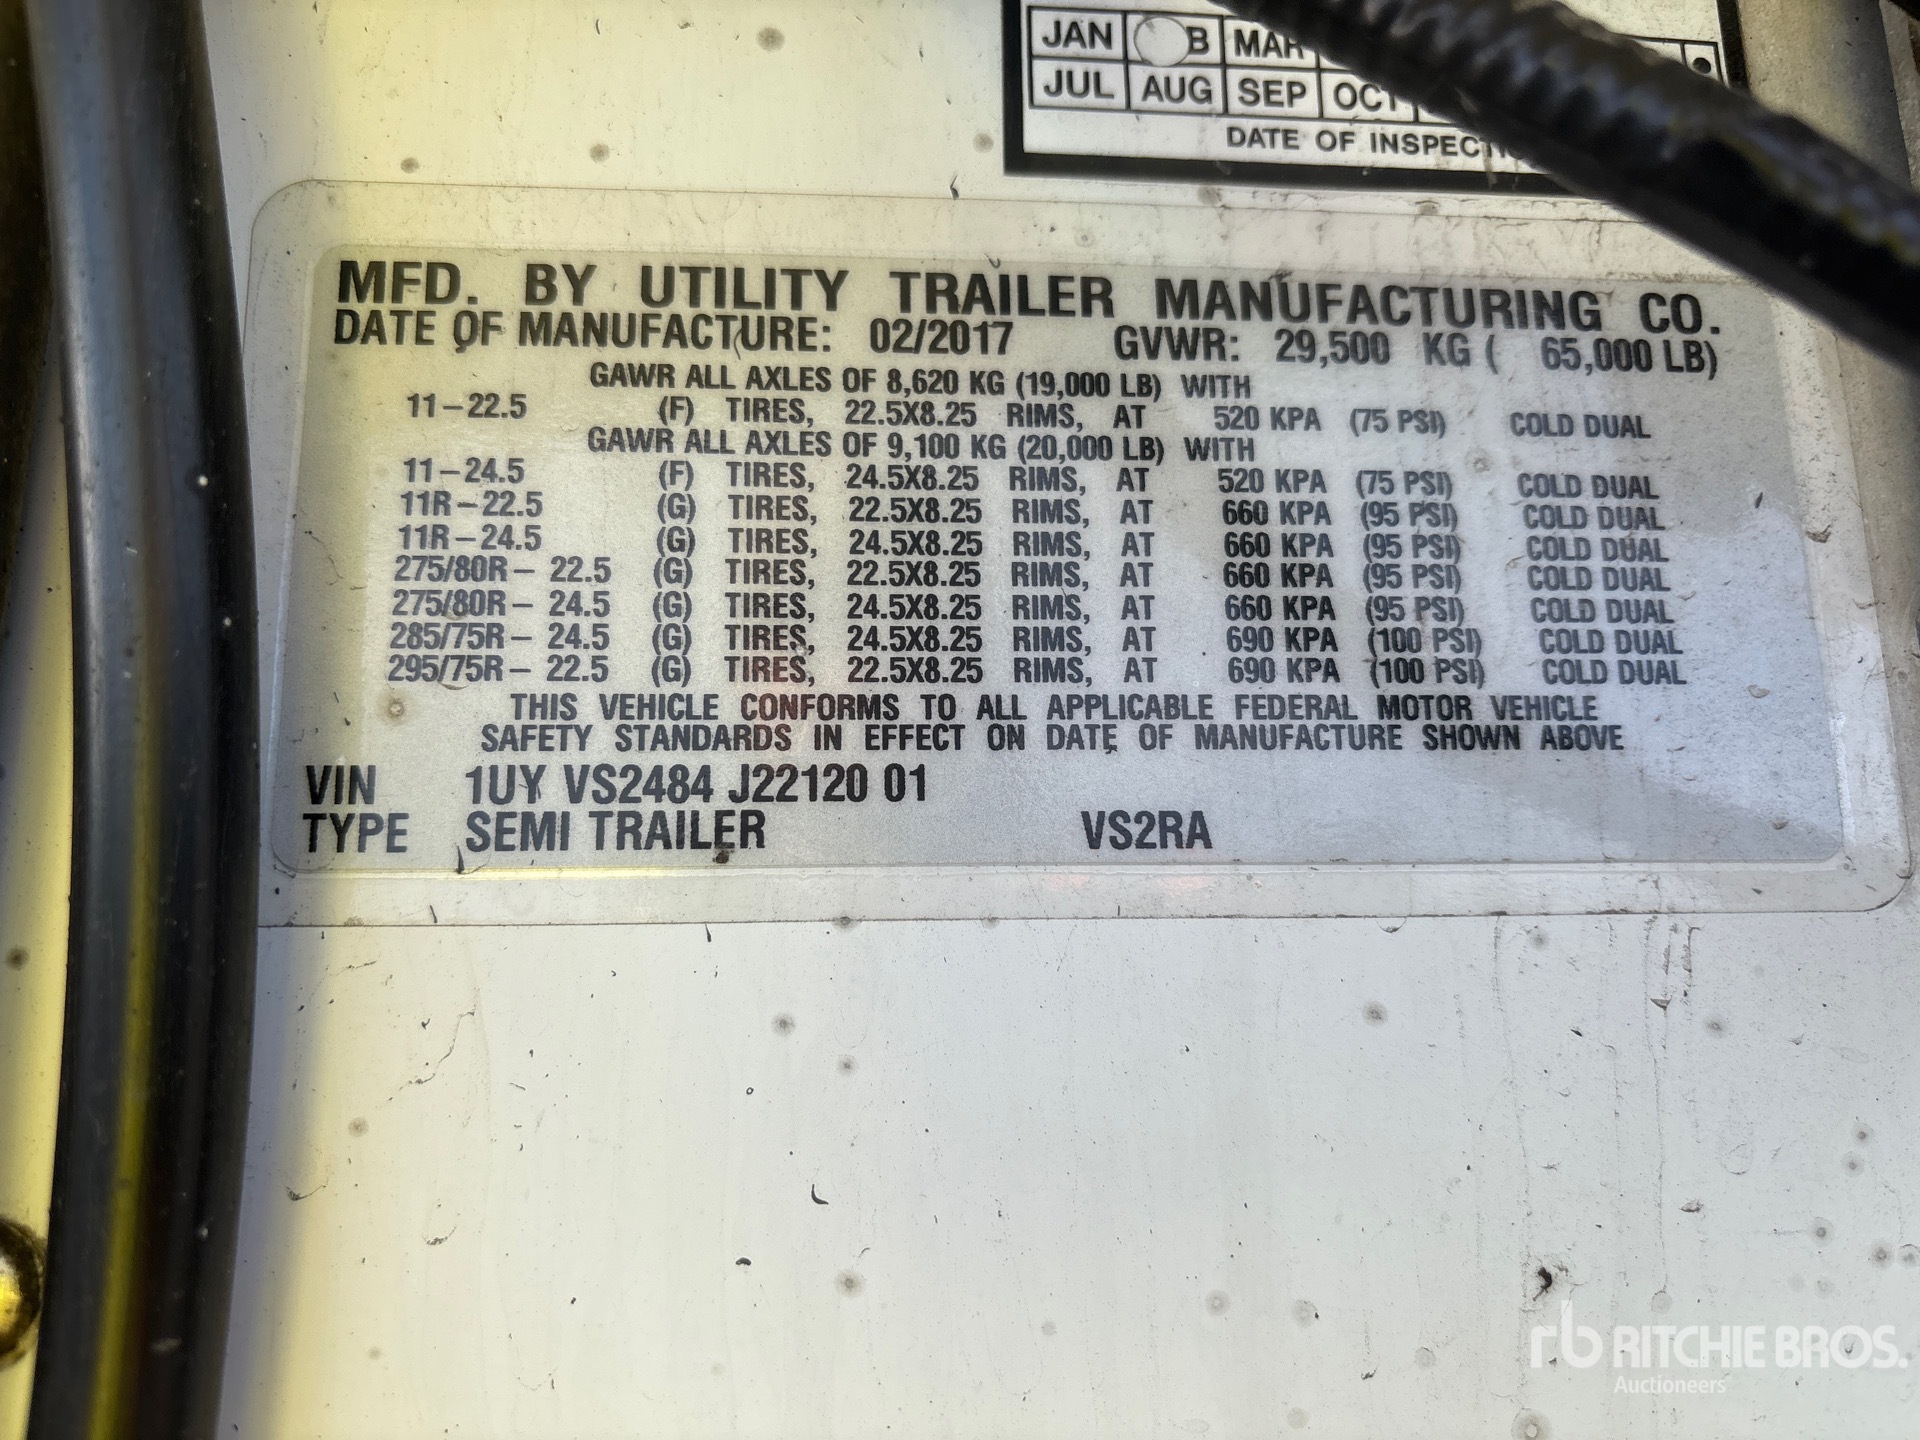 JAN B MAR
JUL AUG SEP OCT
DATE OF
MFD. BY UTILITY TRAILER MANUFACTURING CO.
DATE OF MANUFACTURE: 02/2017 GVWR: 29,500 KG ( 65,000 LB)
GAWR ALL AXLES OF 8,620 KG (19,000 LB) WITH
11-22.5 (F) TIRES, 22.5X8.25 RIMS, AT 520 KPA (75 PSI) COLD DUAL
GAWR ALL AXLES OF 9,100 KG (20,000 LB) WITH
11-24.5 (F) TIRES, 24.5X8.25 RIMS, AT 520 KPA (75 PSI) COLD DUAL
11R-22.5 (G) TIRES, 22.5X8.25 RIMS, AT 660 KPA (95 PSI) COLD DUAL
11R-24.5 (G) TIRES, 24.5X8.25 RIMS, AT 660 KPA (95 PSI) COLD DUAL
275/80R- 22.5 (G) TIRES, 22.5X8.25 RIMS, AT 660 KPA (95 PSI) COLD DUAL
275/80R- 24.5 (G) TIRES, 24.5X8.25 RIMS, AT 660 KPA (95 PSI) COLD DUAL
285/75R- 24.5 (G) TIRES, 24.5X8.25 RIMS, AT 690 KPA (100 PSI) COLD DUAL
295/75R- 22.5 (G) TIRES, 22.5X8.25 RIMS, AT 690 KPA (100 PSI) COLD DUAL
THIS VEHICLE CONFORMS TO ALL APPLICABLE FEDERAL MOTOR VEHICLE
SAFETY STANDARDS IN EFFECT ON DATE OF MANUFACTURE SHOWN ABOVE
VIN 1UY VS2484 J22120 01
TYPE SEMI TRAILER VS2RA
rb RITCHIE BROS.
Auctioneers